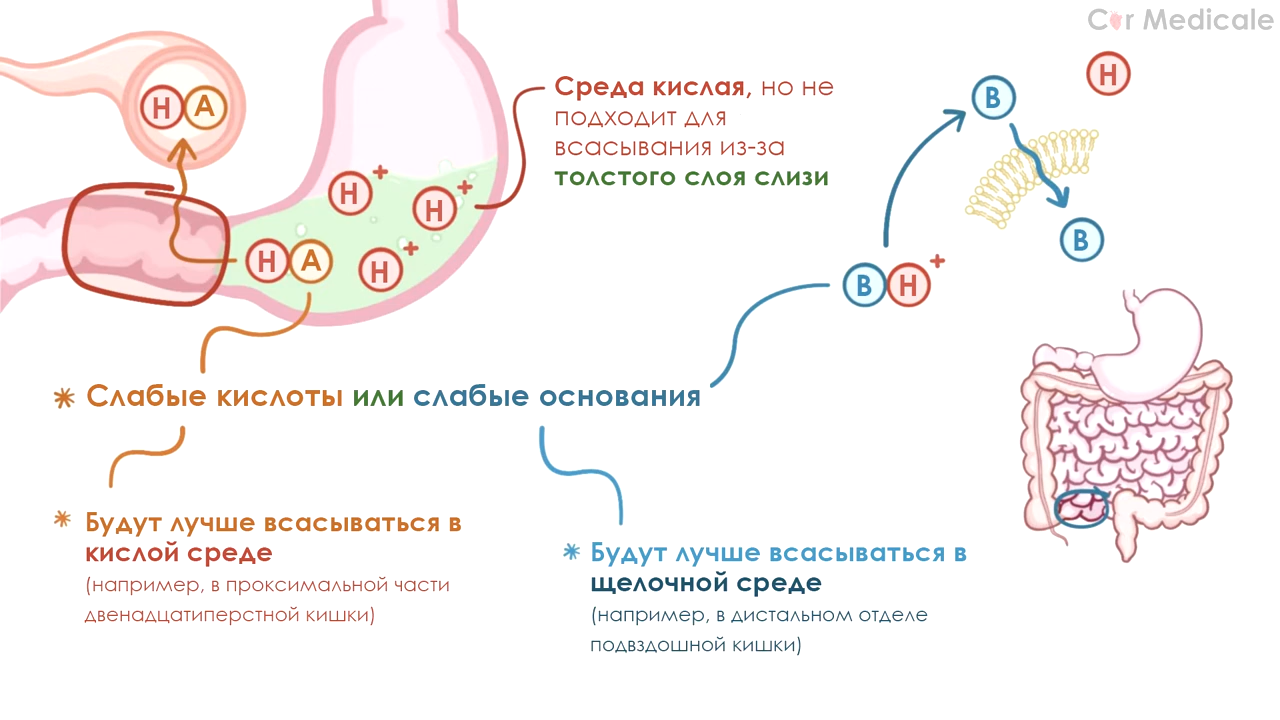 Cor Medicale
H A
Среда кислая, но не
подходит для
всасывания из-за
толстого слоя слизи
H+
H+
H A
H+
B
H
B
B H+
Слабые кислоты или слабые основания
Будут лучше всасываться в
кислой среде
(например, в проксимальной части
двенадцатиперстной кишки)
Будут лучше всасываться в
щелочной среде
(например, в дистальном отделе
подвздошной кишки)